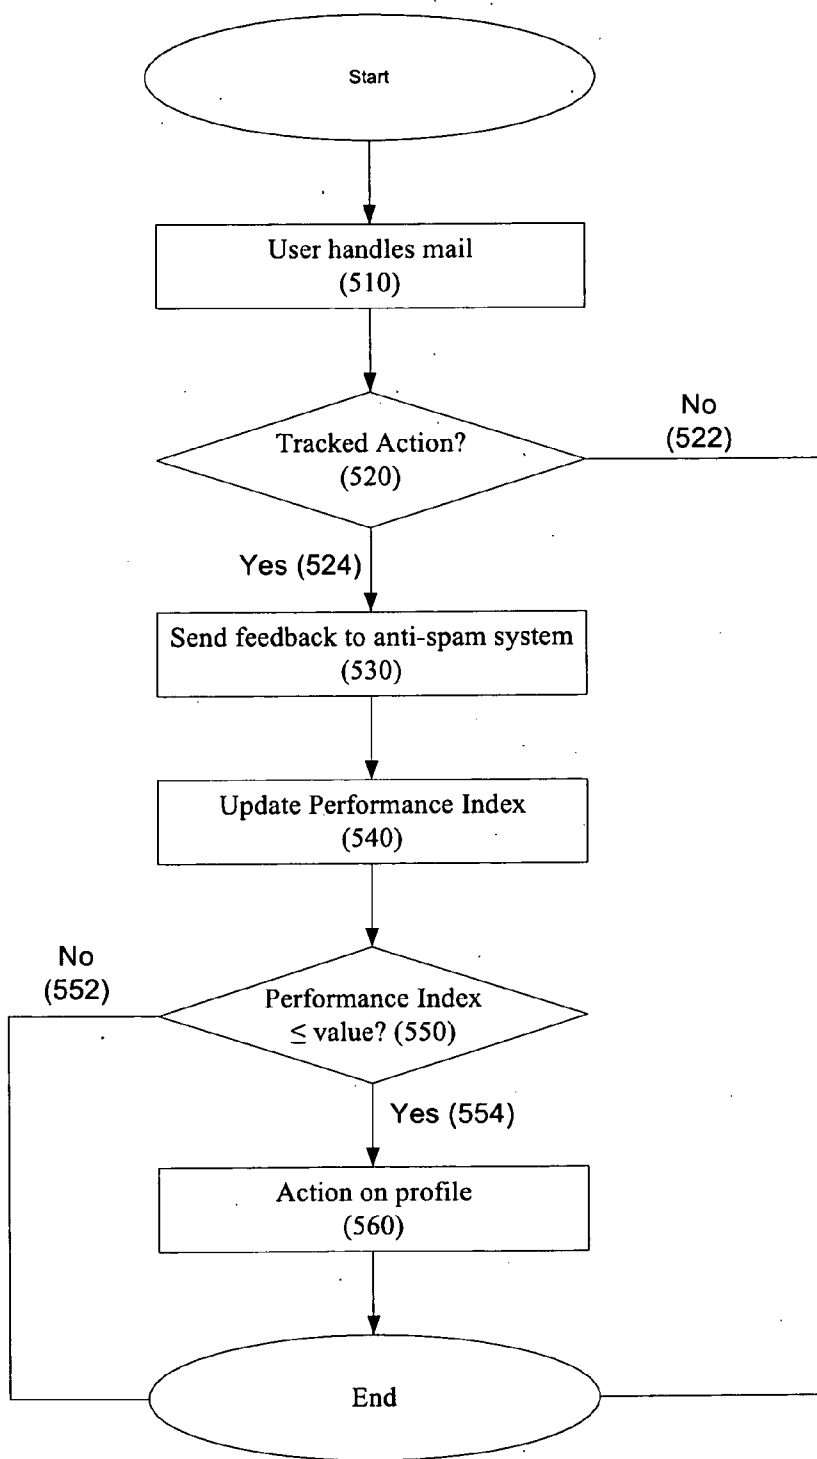 Start
User handles mail
(510)
Tracked Action?
(520)
No
(522)
Yes (524)
Send feedback to anti-spam system
(530)
Update Performance Index
(540)
No
(552)
Performance Index
≤ value? (550)
Yes (554)
Action on profile
(560)
End